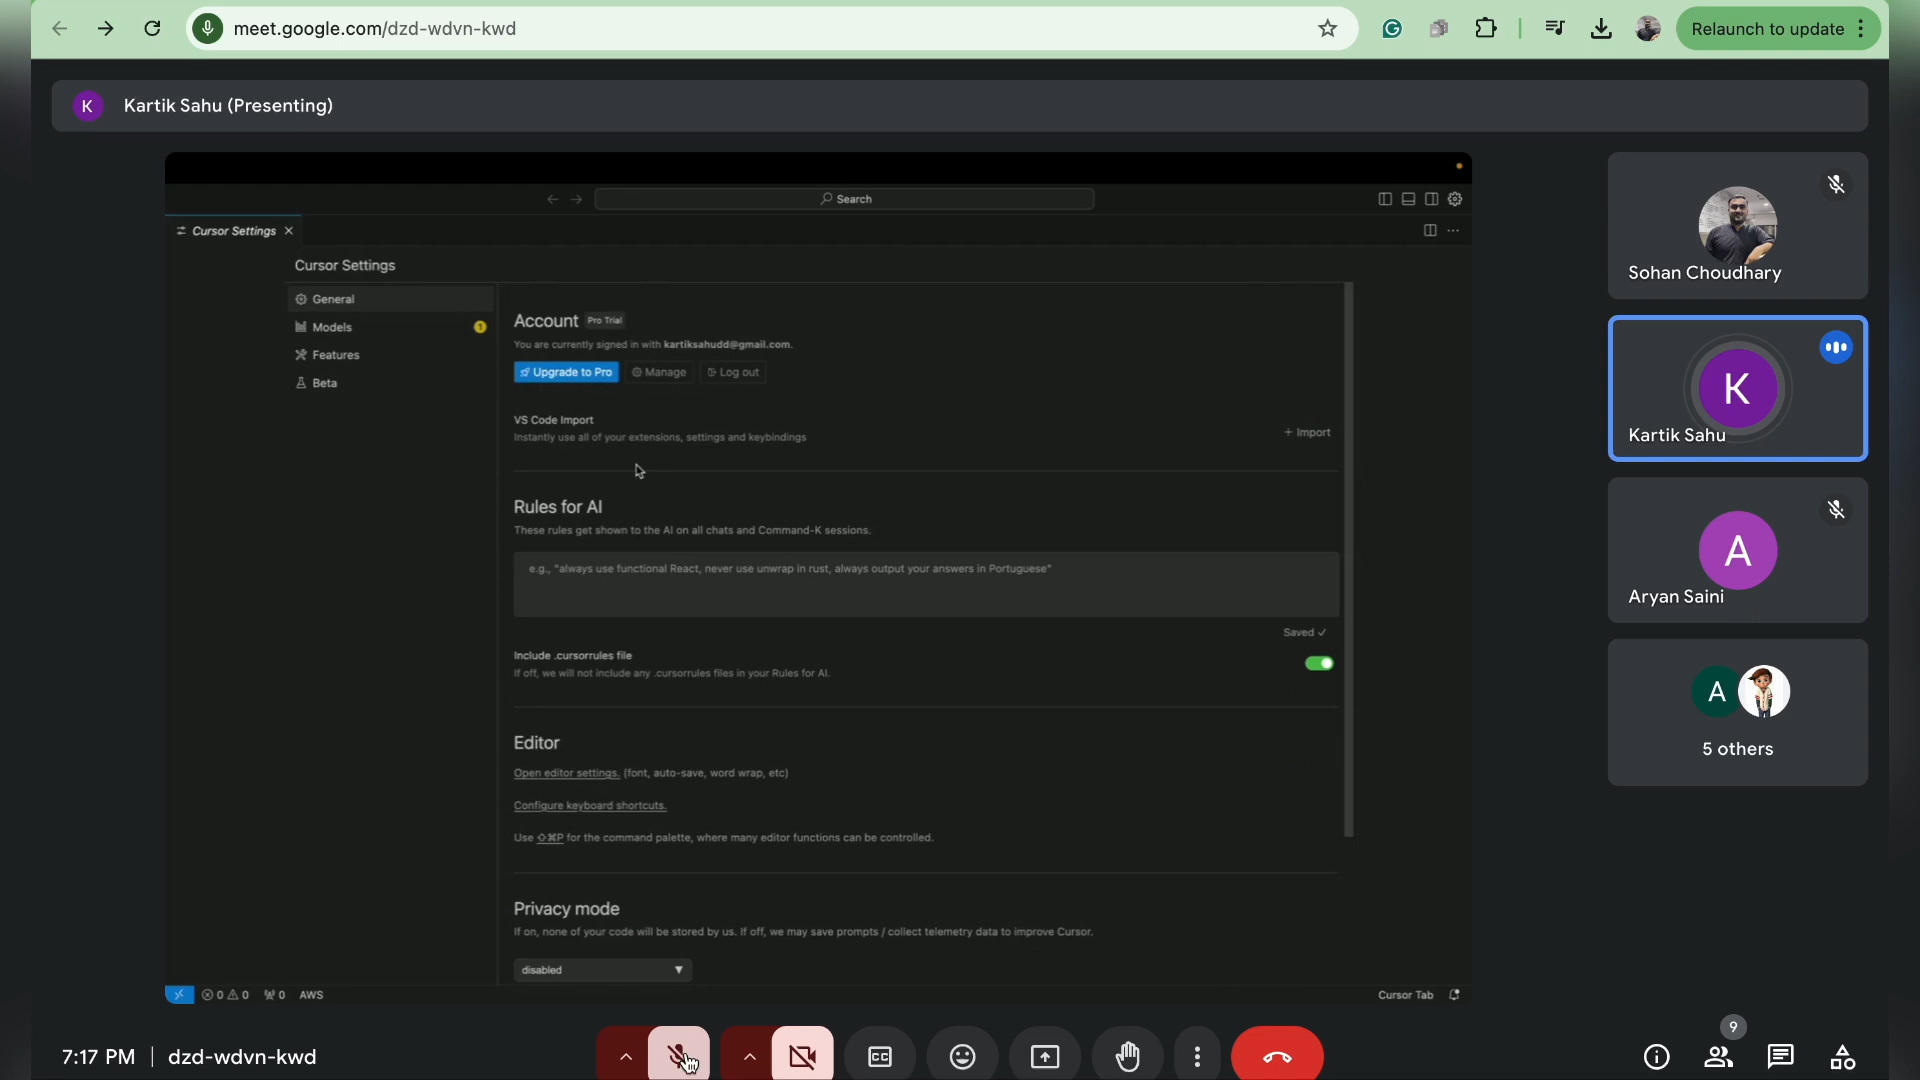 meet.google.com/dzd-wdvn-kwd
Relaunch to update
K
Kartik Sahu (Presenting)
Search
Cursor Settings
Cursor Settings
General
Models
1
Features
Beta
Account
Pro Trial
You are currently signed in with kartiksahudd@gmail.com.
Upgrade to Pro
Manage
Log out
VS Code Import
Instantly use all of your extensions, settings and keybindings
+ Import
Rules for AI
These rules get shown to the AI on all chats and Command-K sessions.
e.g., "always use functional React, never use unwrap in rust, always output your answers in Portuguese"
Saved ✓
Include .cursorrules file
If off, we will not include any .cursorrules files in your Rules for AI.
Editor
Open editor settings. (font, auto-save, word wrap, etc)
Configure keyboard shortcuts.
Use ⇧⌘P for the command palette, where many editor functions can be controlled.
Privacy mode
If on, none of your code will be stored by us. If off, we may save prompts / collect telemetry data to improve Cursor.
disabled
0 0 0 AWS
Cursor Tab
Sohan Choudhary
K
Kartik Sahu
A
Aryan Saini
A
5 others
7:17 PM | dzd-wdvn-kwd
CC
9